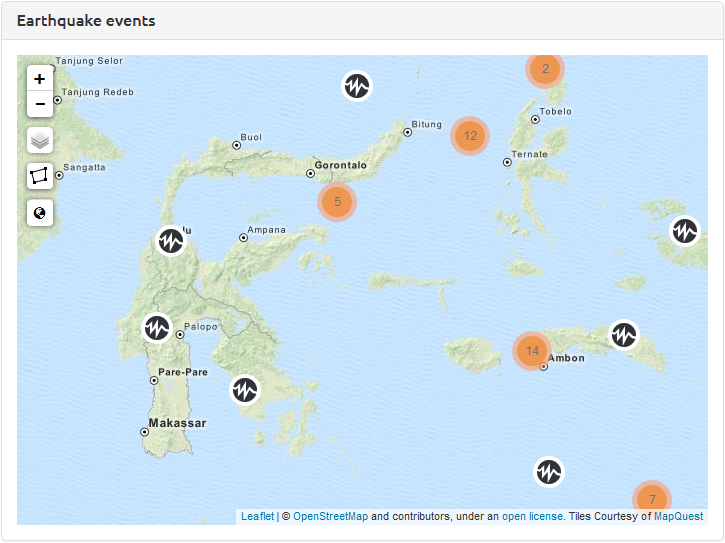 Earthquake events
Tanjung Selor
2
+
−
Tanjung Redeb
Tobelo
Bitung
12
Buol
Ternate
Gorontalo
Sangatta
5
lu
Ampana
Palopo
14
Ambon
Pare-Pare
Makassar
7
Leaflet | © OpenStreetMap and contributors, under an open license. Tiles Courtesy of MapQuest